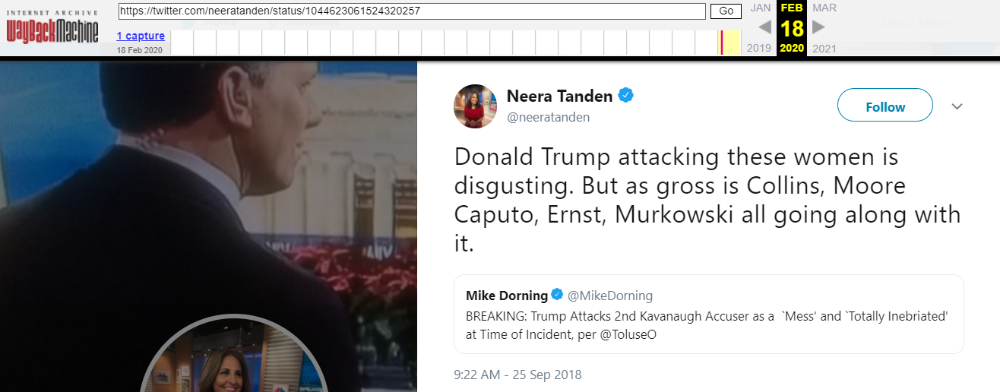 INTERNET ARCHIVE
WayBackMachine
https://twitter.com/neeratanden/status/1044623061524320257
Go
JAN
FEB
MAR
1 capture
18
18 Feb 2020
2019
2020
2021
Neera Tanden
@neeratanden
Follow
Donald Trump attacking these women is
disgusting. But as gross is Collins, Moore
Caputo, Ernst, Murkowski all going along with
it.
Mike Dorning @MikeDorning
BREAKING: Trump Attacks 2nd Kavanaugh Accuser as a `Mess' and `Totally Inebriated'
at Time of Incident, per @ToluseO
9:22 AM - 25 Sep 2018